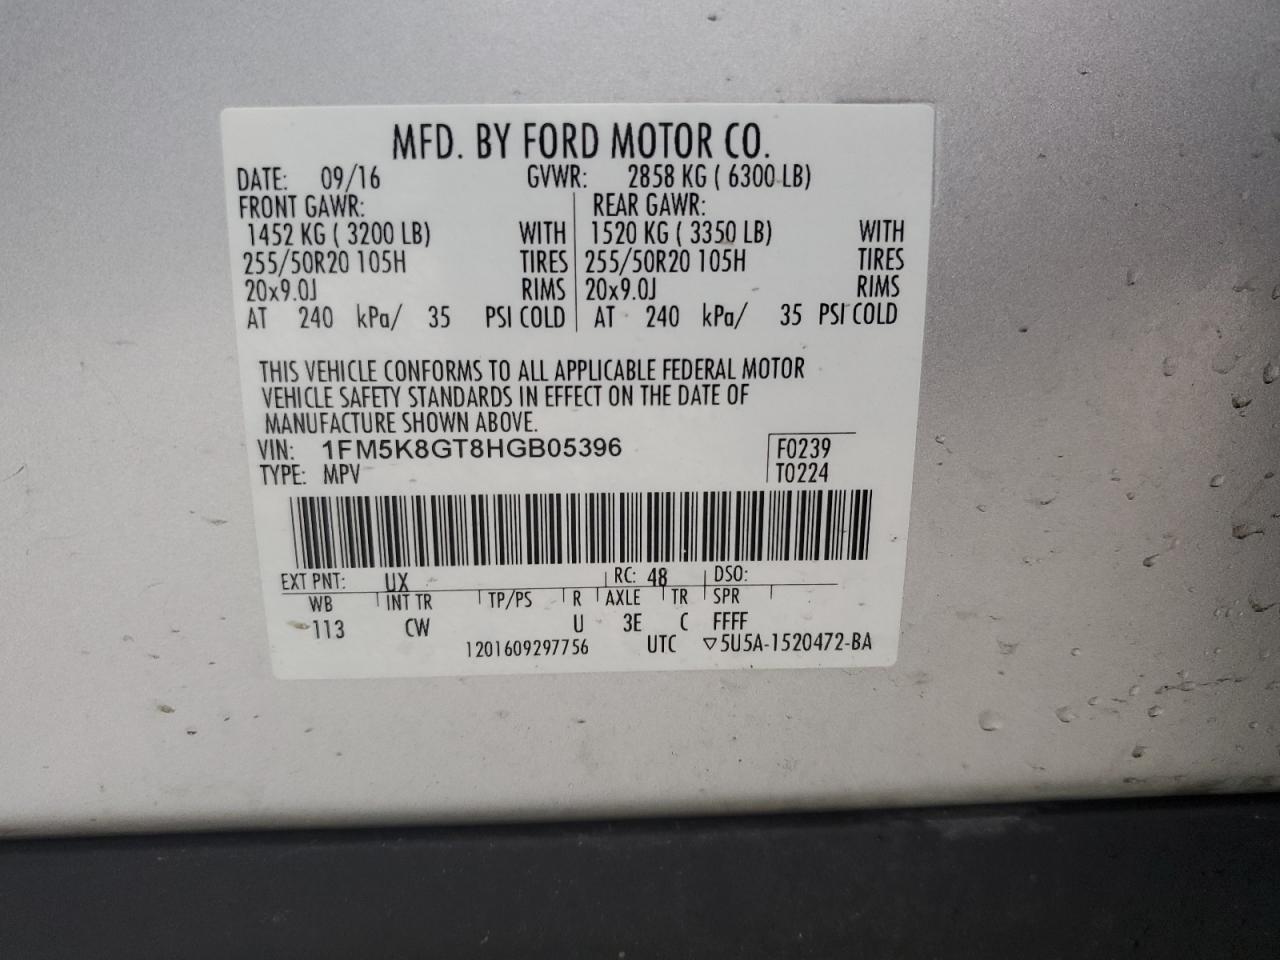 MFD. BY FORD MOTOR CO.
DATE: 09/16 GVWR: 2858 KG ( 6300 LB)
FRONT GAWR: REAR GAWR:
1452 KG ( 3200 LB) WITH 1520 KG ( 3350 LB) WITH
255/50R20 105H TIRES 255/50R20 105H TIRES
20x9.0J RIMS 20x9.0J RIMS
AT 240 kPa/ 35 PSI COLD AT 240 kPa/ 35 PSI COLD
THIS VEHICLE CONFORMS TO ALL APPLICABLE FEDERAL MOTOR
VEHICLE SAFETY STANDARDS IN EFFECT ON THE DATE OF
MANUFACTURE SHOWN ABOVE.
VIN: 1FM5K8GT8HGB05396 F0239
TYPE: MPV T0224
EXT PNT: UX RC: 48 DSO:
WB INT TR TP/PS R AXLE TR SPR
113 CW U 3E C FFFF
1201609297756 UTC ▽5U5A-1520472-BA